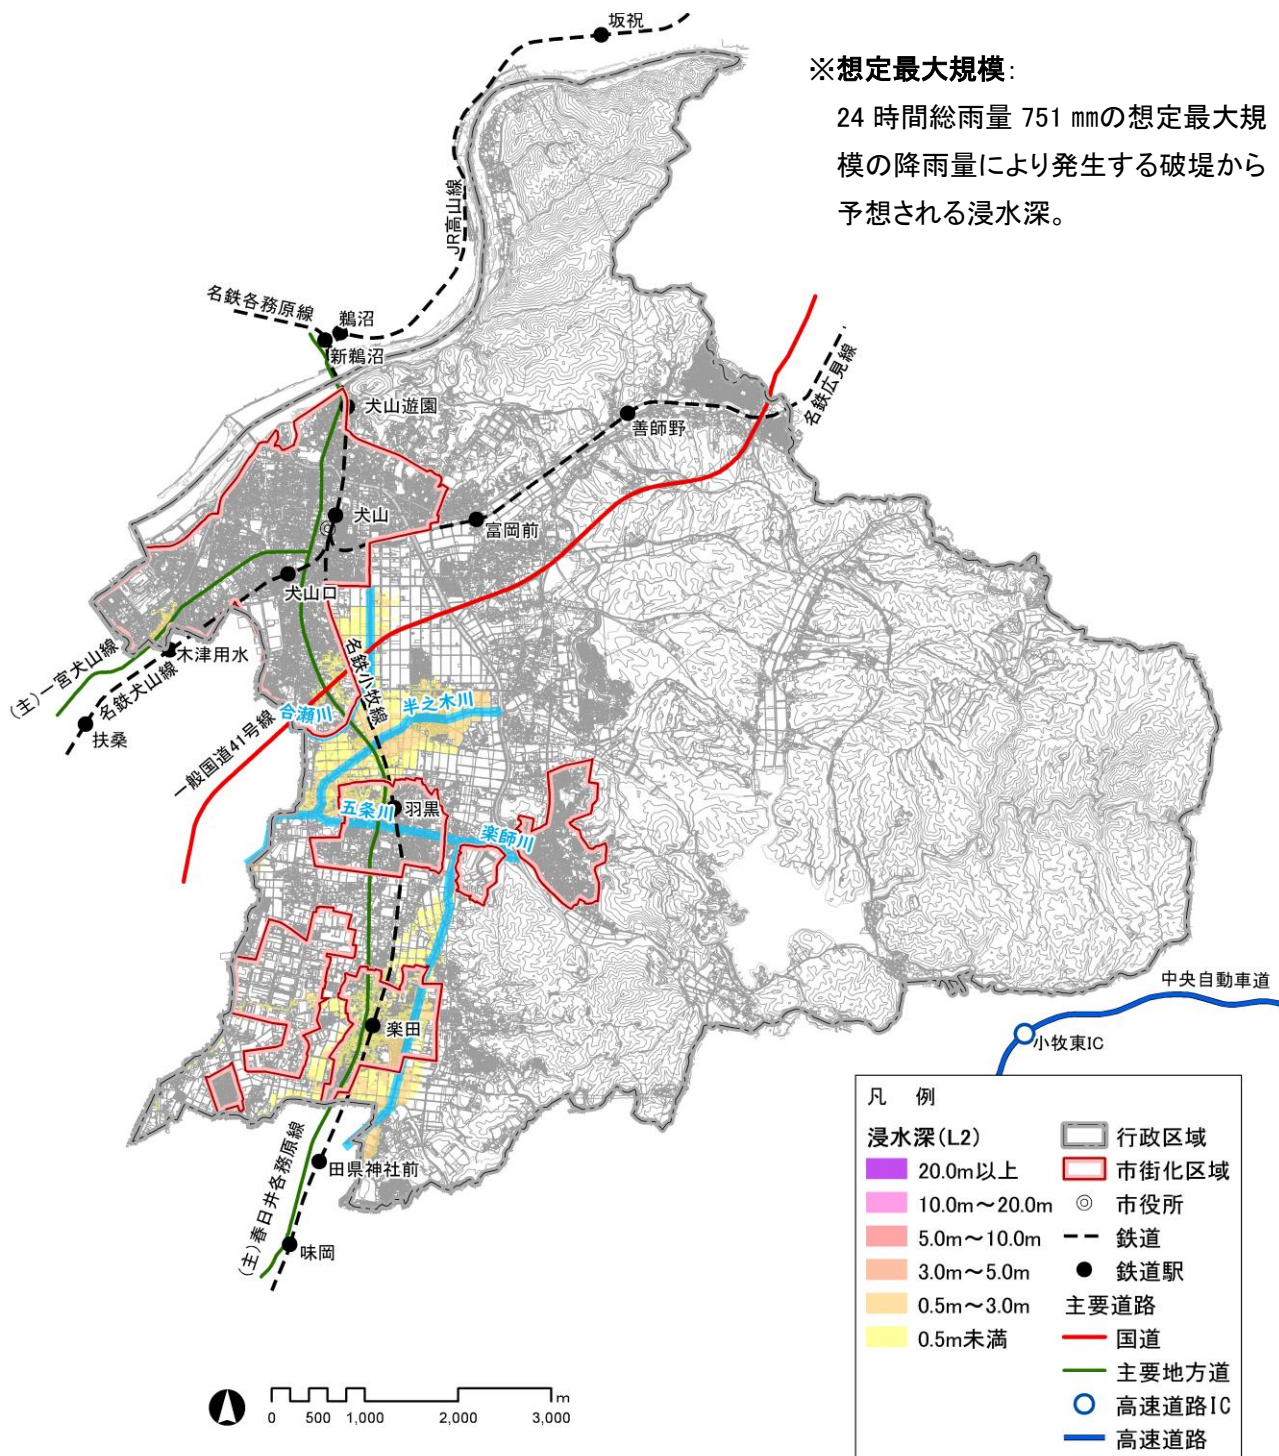 坂祝
※想定最大規模：
24 時間総雨量 751 ㎜の想定最大規
模の降雨量により発生する破堤から
予想される浸水深。
JR高山線
名鉄各務原線
鵜沼
新鵜沼
犬山遊園
名鉄広見線
善師野
犬山
富岡前
犬山口
木津用水
(主)一宮犬山線
名鉄犬山線
扶桑
名鉄小牧線
合瀬川
半之木川
一般国道41号線
五条川
羽黒
楽師川
楽田
中央自動車道
小牧東IC
田県神社前
(主)春日井各務原線
味岡
凡 例
浸水深(L2)
20.0m以上
10.0m～20.0m
5.0m～10.0m
3.0m～5.0m
0.5m～3.0m
0.5m未満
行政区域
市街化区域
市役所
鉄道
鉄道駅
主要道路
国道
主要地方道
高速道路IC
高速道路
m
0 500 1,000 2,000 3,000